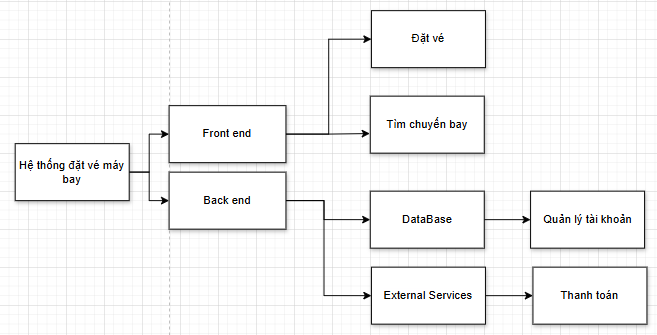 Đặt vé
Tìm chuyến bay
Front end
Hệ thống đặt vé máy
bay
Back end
DataBase
Quản lý tài khoản
External Services
Thanh toán